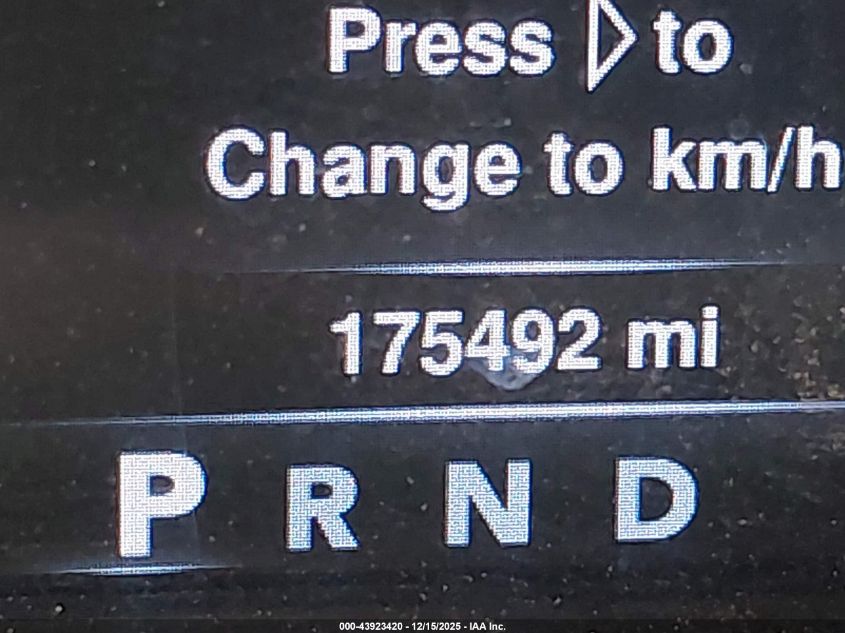 Press ▷ to
Change to km/h
175492 mi
P R N D
000-43923420 - 12/15/2025 - IAA Inc.